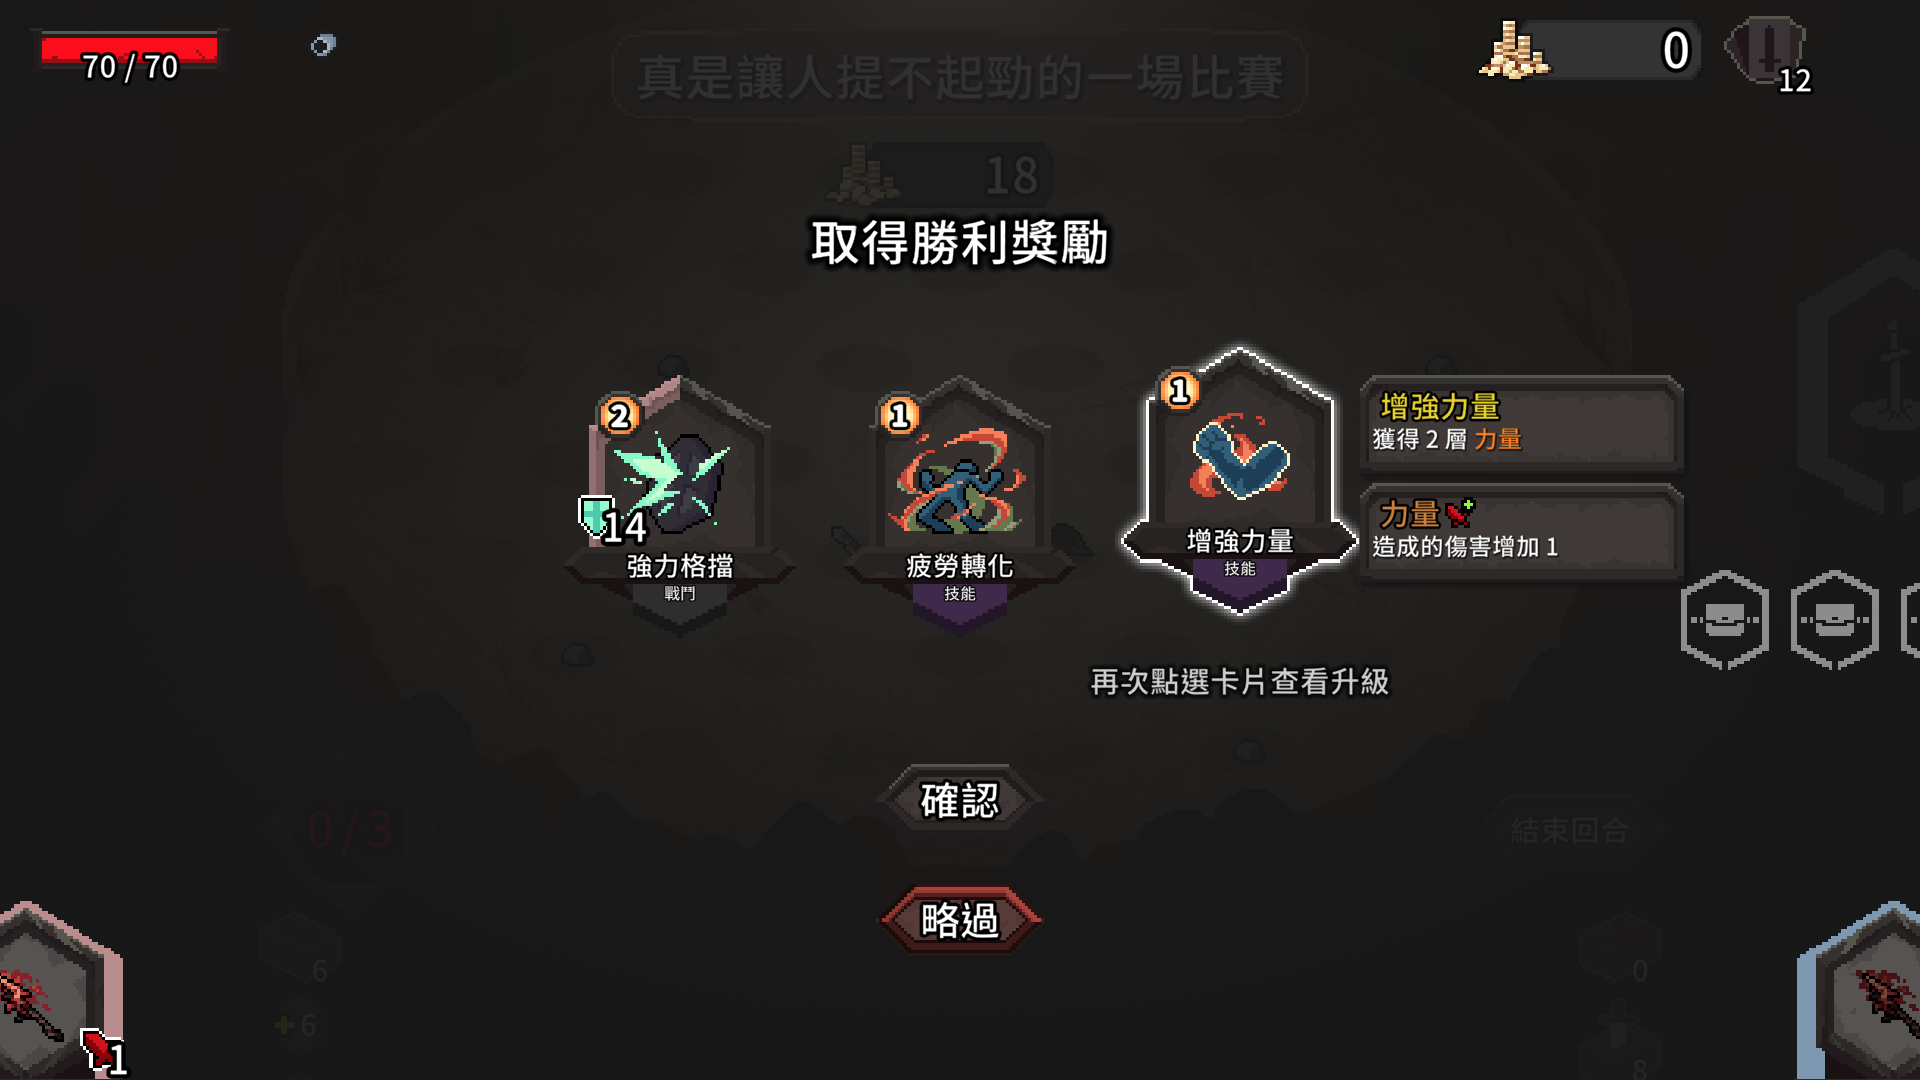 70 / 70
真是讓人提不起勁的一場比賽
0
12
18
取得勝利獎勵
2
14
強力格擋
戰鬥
1
疲勞轉化
技能
1
增強力量
技能
增強力量
獲得 2 層 力量
力量
造成的傷害增加 1
再次點選卡片查看升級
確認
0/3
結束回合
略過
6
+6
0
8
1